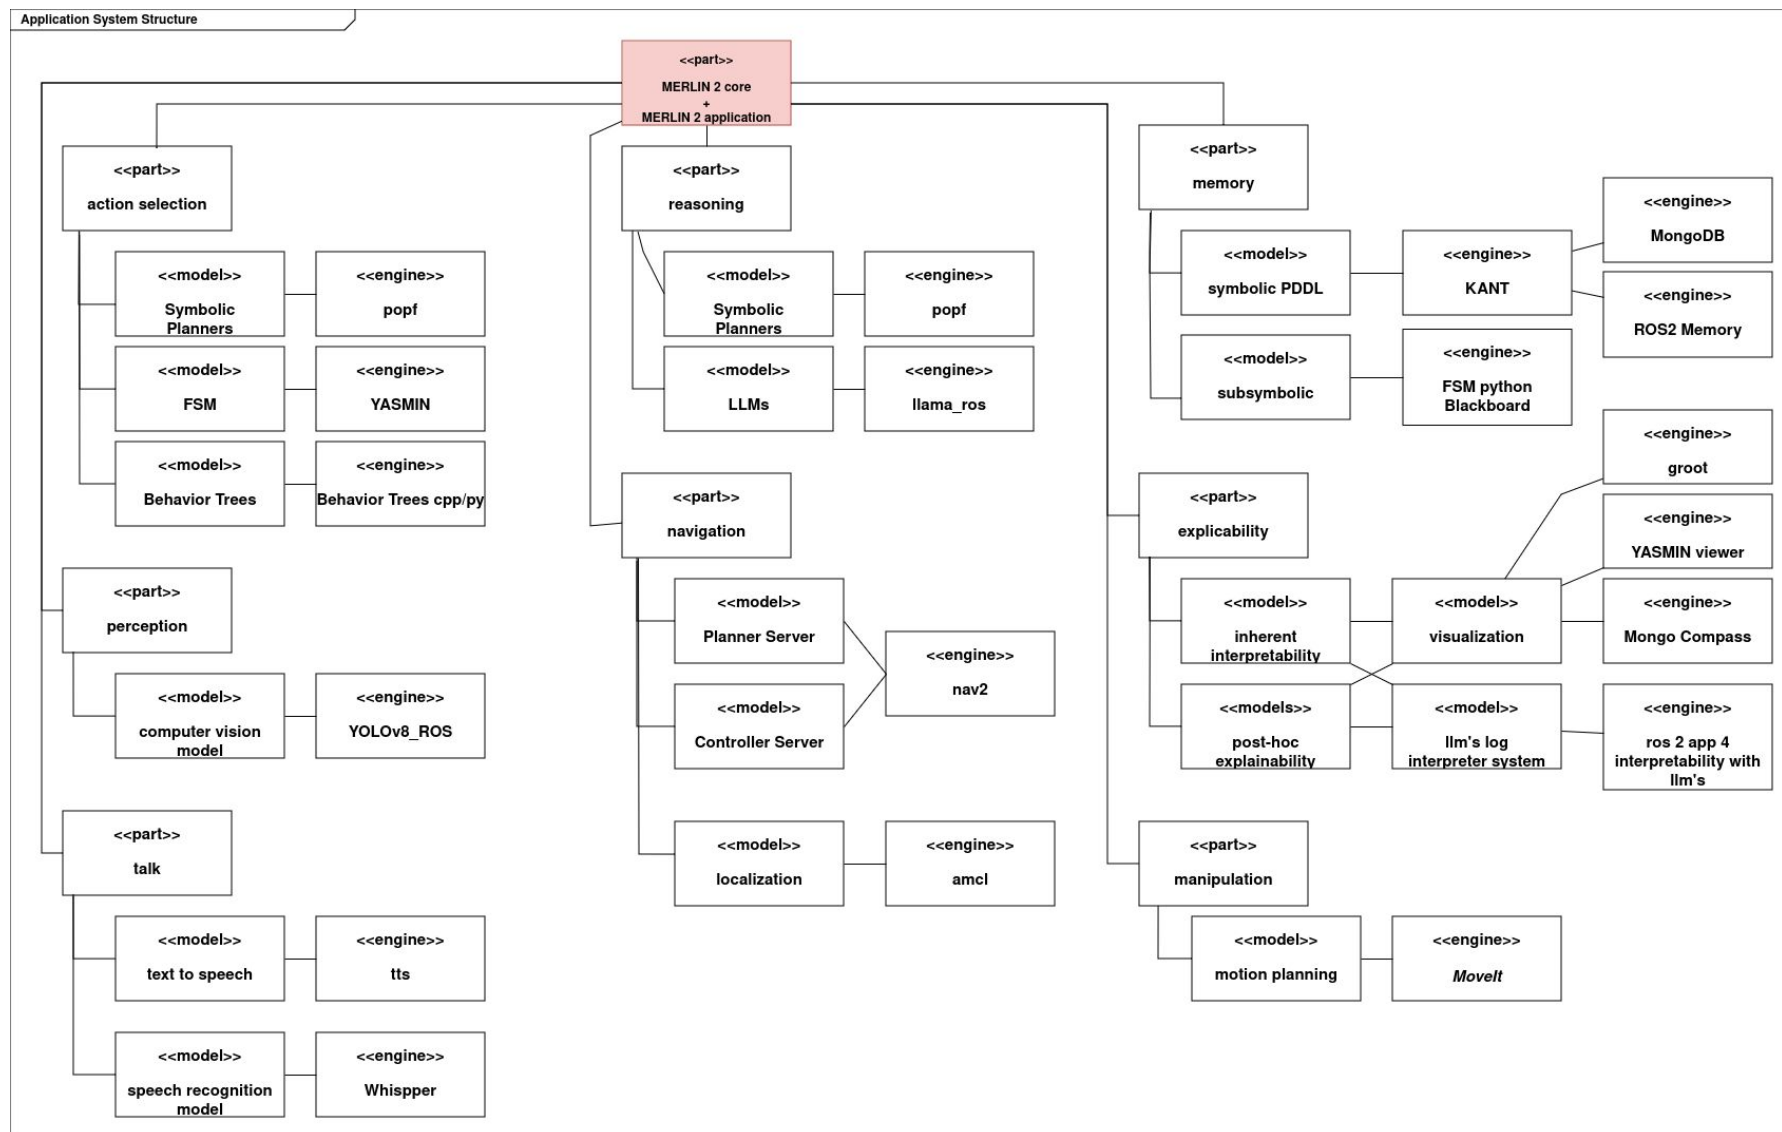 Application System Structure
<<part>>
MERLIN 2 core
+
MERLIN 2 application
<<part>>
action selection
<<model>>
Symbolic
Planners
<<engine>>
popf
<<model>>
FSM
<<engine>>
YASMIN
<<model>>
Behavior Trees
<<engine>>
Behavior Trees cpp/py
<<part>>
perception
<<model>>
computer vision
model
<<engine>>
YOLOv8_ROS
<<part>>
talk
<<model>>
text to speech
<<engine>>
tts
<<model>>
speech recognition
model
<<engine>>
Whispper
<<part>>
reasoning
<<model>>
Symbolic
Planners
<<engine>>
popf
<<model>>
LLMs
<<engine>>
llama_ros
<<part>>
navigation
<<model>>
Planner Server
<<model>>
Controller Server
<<engine>>
nav2
<<model>>
localization
<<engine>>
amcl
<<part>>
memory
<<model>>
symbolic PDDL
<<engine>>
KANT
<<engine>>
MongoDB
<<engine>>
ROS2 Memory
<<model>>
subsymbolic
<<engine>>
FSM python
Blackboard
<<part>>
explicability
<<model>>
inherent
interpretability
<<model>>
visualization
<<engine>>
groot
<<engine>>
YASMIN viewer
<<engine>>
Mongo Compass
<<models>>
post-hoc
explainability
<<model>>
llm's log
interpreter system
<<engine>>
ros 2 app 4
interpretability with
llm's
<<part>>
manipulation
<<model>>
motion planning
<<engine>>
MoveIt